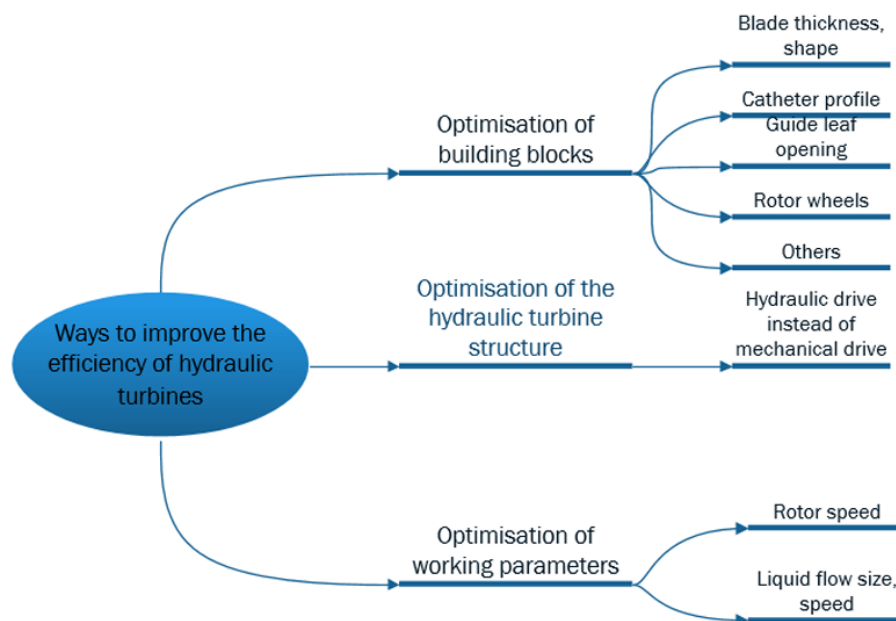 Ways to improve the
efficiency of hydraulic
turbines
Optimisation of
building blocks
Blade thickness,
shape
Catheter profile
Guide leaf
opening
Rotor wheels
Others
Optimisation of the
hydraulic turbine
structure
Hydraulic drive
instead of
mechanical drive
Optimisation of
working parameters
Rotor speed
Liquid flow size,
speed